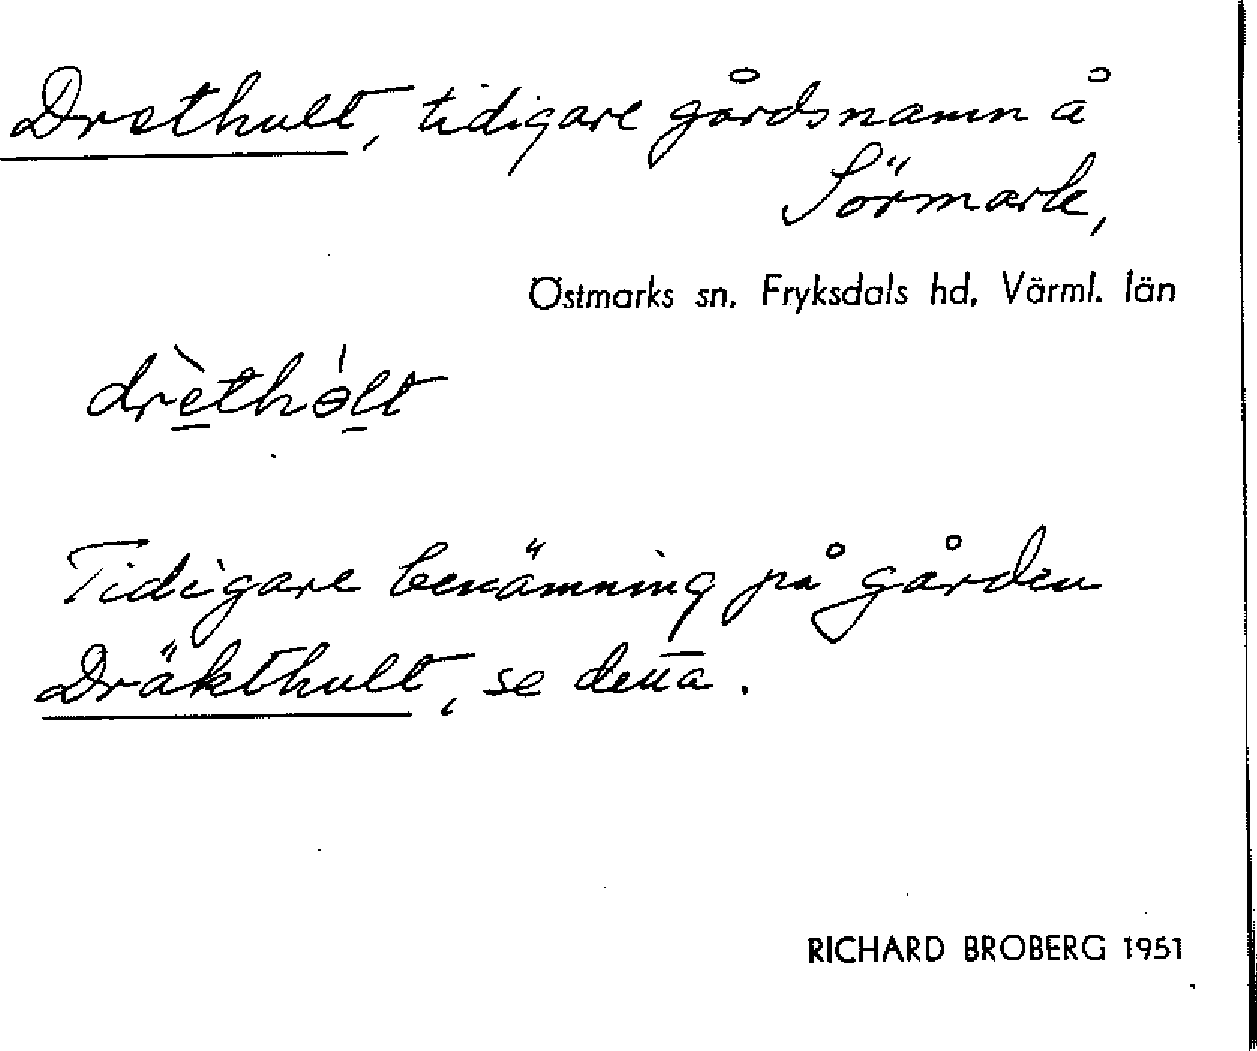 Drethult, tidigare gårdsnamn å
Sörmark,
Östmarks sn. Fryksdals hd, Värml. län
drèthólt
Tidigare benämning på gården
Dräkthult, se detta.
RICHARD BROBERG 1951